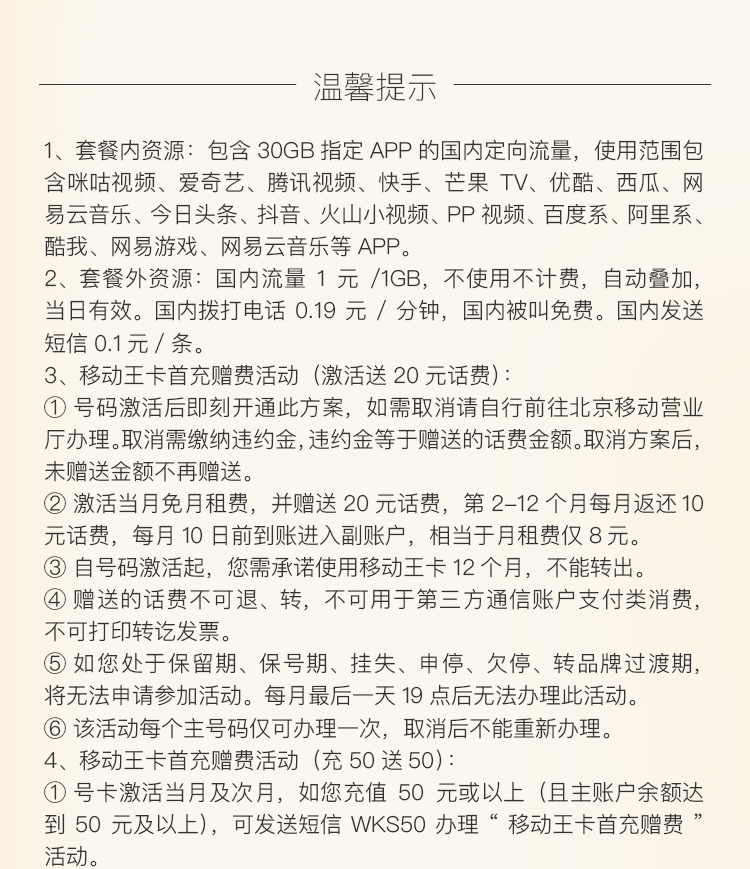 温馨提示
1、套餐内资源：包含 30GB 指定 APP 的国内定向流量，使用范围包
含咪咕视频、爱奇艺、腾讯视频、快手、芒果 TV、优酷、西瓜、网
易云音乐、今日头条、抖音、火山小视频、PP 视频、百度系、阿里系、
酷我、网易游戏、网易云音乐等 APP。
2、套餐外资源：国内流量 1 元 /1GB，不使用不计费，自动叠加，
当日有效。国内拨打电话 0.19 元 / 分钟，国内被叫免费。国内发送
短信 0.1 元 / 条。
3、移动王卡首充赠费活动（激活送 20 元话费）：
① 号码激活后即刻开通此方案，如需取消请自行前往北京移动营业
厅办理。取消需缴纳违约金，违约金等于赠送的话费金额。取消方案后，
未赠送金额不再赠送。
② 激活当月免月租费，并赠送 20 元话费，第 2–12 个月每月返还 10
元话费，每月 10 日前到账进入副账户，相当于月租费仅 8 元。
③ 自号码激活起，您需承诺使用移动王卡 12 个月，不能转出。
④ 赠送的话费不可退、转，不可用于第三方通信账户支付类消费，
不可打印转讫发票。
⑤ 如您处于保留期、保号期、挂失、申停、欠停、转品牌过渡期，
将无法申请参加活动。每月最后一天 19 点后无法办理此活动。
⑥ 该活动每个主号码仅可办理一次，取消后不能重新办理。
4、移动王卡首充赠费活动（充 50 送 50）：
① 号卡激活当月及次月，如您充值 50 元或以上（且主账户余额达
到 50 元及以上），可发送短信 WKS50 办理 “ 移动王卡首充赠费 ”
活动。